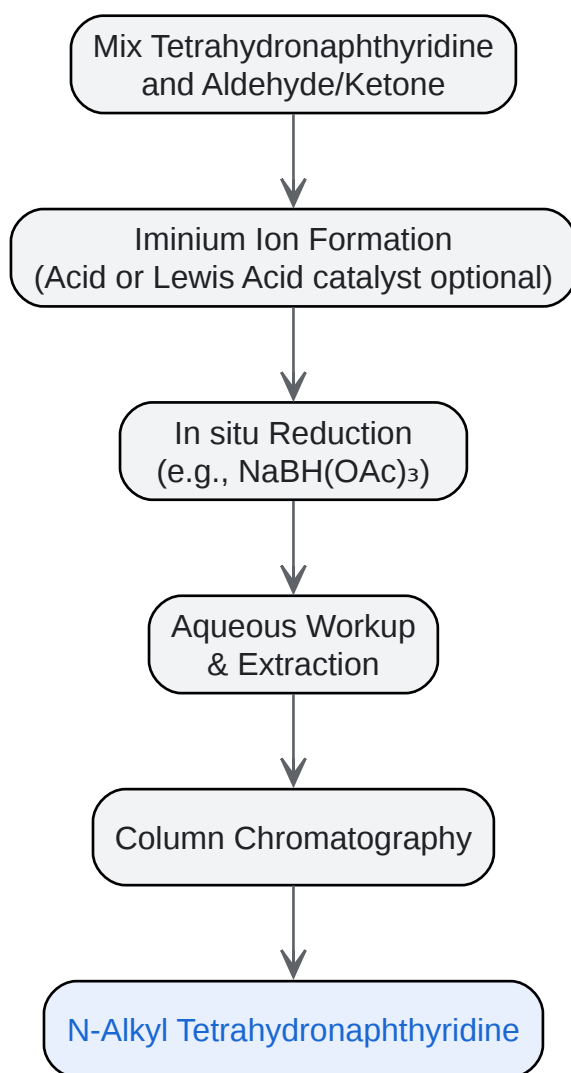 Mix Tetrahydronaphthyridine
and Aldehyde/Ketone
Iminium Ion Formation
(Acid or Lewis Acid catalyst optional)
In situ Reduction
(e.g., NaBH(OAc)₃)
Aqueous Workup
& Extraction
Column Chromatography
N-Alkyl Tetrahydronaphthyridine